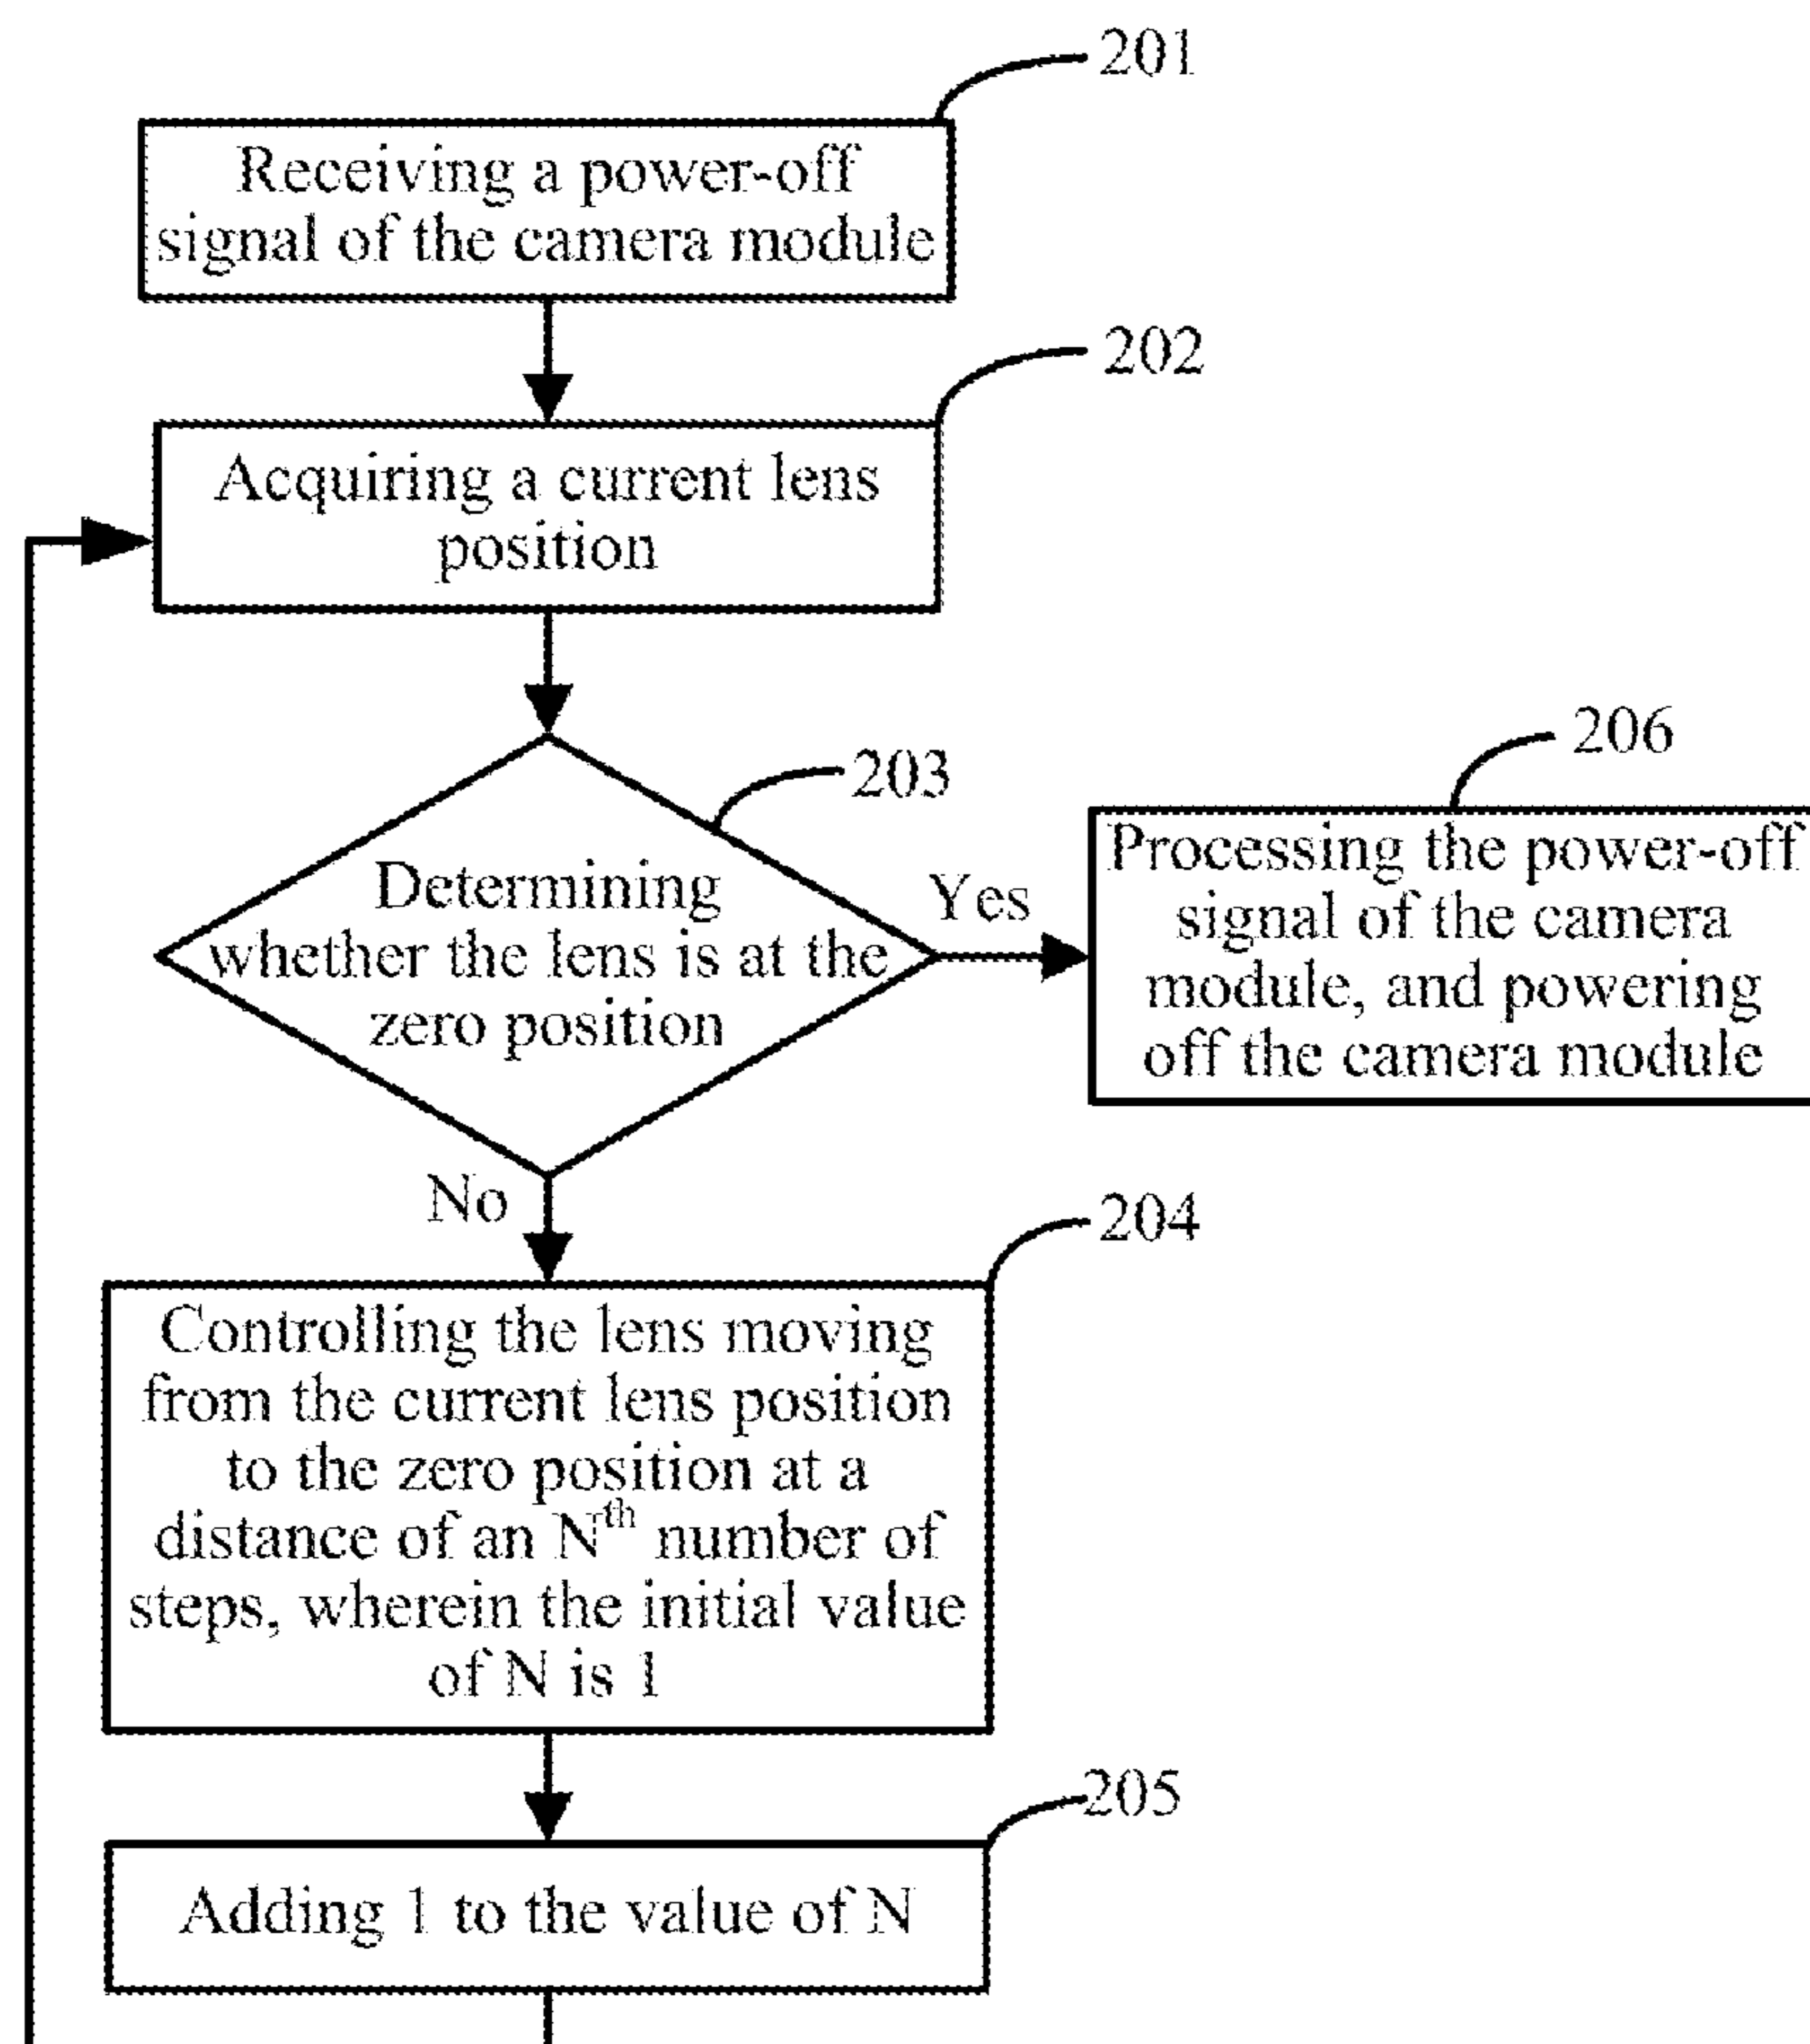 201
Receiving a power-off
signal of the camera module
202
Acquiring a current lens
position
203
Determining
whether the lens is at the
zero position
Yes
206
Processing the power-off
signal of the camera
module, and powering
off the camera module
No
204
Controlling the lens moving
from the current lens position
to the zero position at a
distance of an Nth number of
steps, wherein the initial value
of N is 1
205
Adding 1 to the value of N